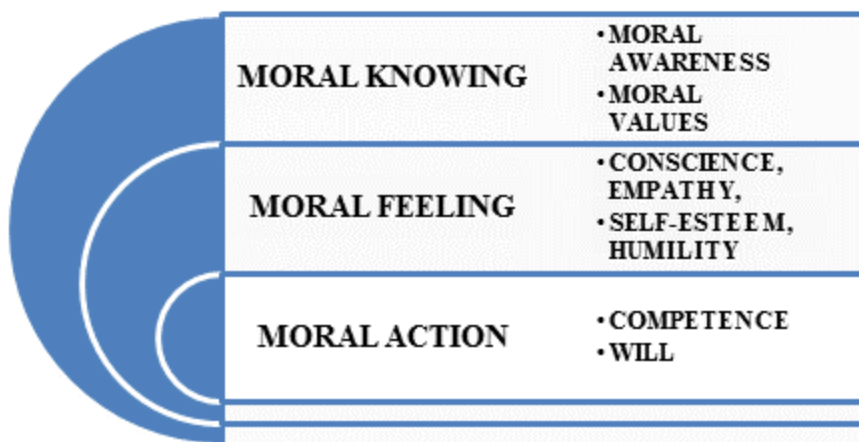 MORAL KNOWING
• MORAL
AWARENESS
• MORAL
VALUES
MORAL FEELING
• CONSCIENCE,
EMPATHY,
• SELF-ESTEEM,
HUMILITY
MORAL ACTION
• COMPETENCE
• WILL